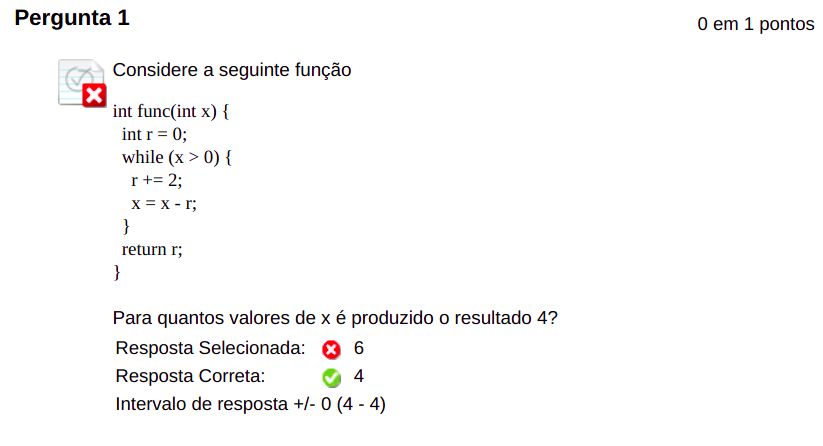 Pergunta 1
0 em 1 pontos
Considere a seguinte função
int func(int x) {
int r = 0;
while (x > 0) {
r += 2;
x = x - r;
}
return r;
}
Para quantos valores de x é produzido o resultado 4?
Resposta Selecionada: 6
Resposta Correta: 4
Intervalo de resposta +/- 0 (4 - 4)